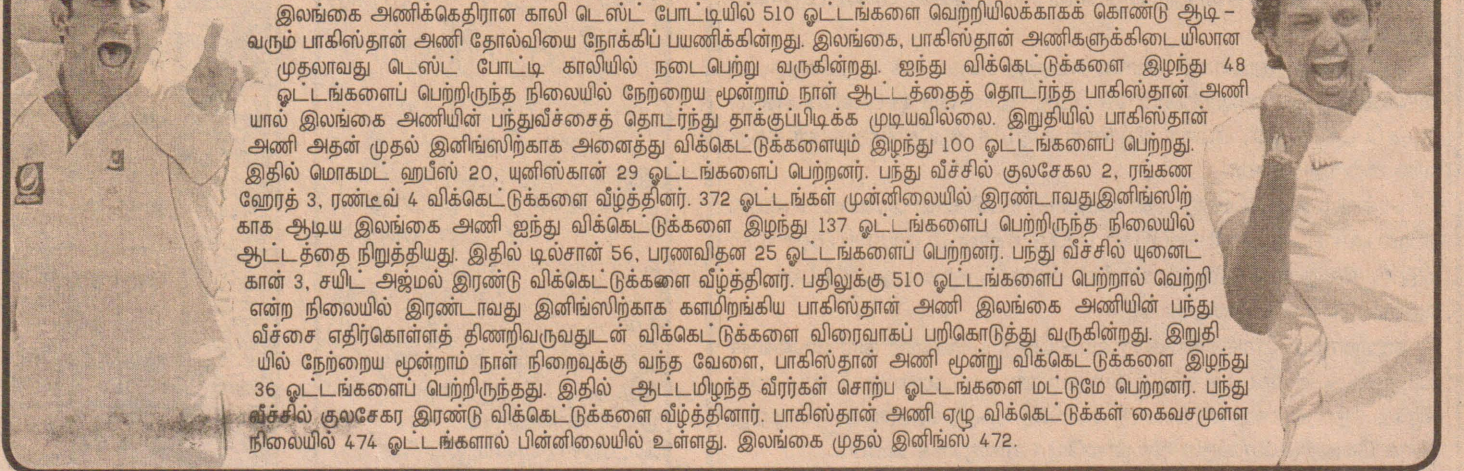 இலங்கை அணிக்கெதிரான காலி டெஸ்ட் போட்டியில் 510 ஓட்டங்களை வெற்றியிலக்காகக் கொண்டு ஆடி –
வரும் பாகிஸ்தான் அணி தோல்வியை நோக்கிப் பயணிக்கின்றது. இலங்கை, பாகிஸ்தான் அணிகளுக்கிடையிலான
முதலாவது டெஸ்ட் போட்டி காலியில் நடைபெற்று வருகின்றது. ஐந்து விக்கெட்டுக்களை இழந்து 48
ஓட்டங்களைப் பெற்றிருந்த நிலையில் நேற்றைய மூன்றாம் நாள் ஆட்டத்தைத் தொடர்ந்த பாகிஸ்தான் அணி
யால் இலங்கை அணியின் பந்துவீச்சைத் தொடர்ந்து தாக்குப்பிடிக்க முடியவில்லை. இறுதியில் பாகிஸ்தான்
அணி அதன் முதல் இனிங்ஸிற்காக அனைத்து விக்கெட்டுக்களையும் இழந்து 100 ஓட்டங்களைப் பெற்றது.
இதில் மொகமட் ஹபீஸ் 20, யுனிஸ்கான் 29 ஓட்டங்களைப் பெற்றனர். பந்து வீச்சில் குலசேகல 2, ரங்கண
ஹேரத் 3, ரண்டீவ் 4 விக்கெட்டுக்களை வீழ்த்தினர். 372 ஓட்டங்கள் முன்னிலையில் இரண்டாவதுஇனிங்ஸிற்
காக ஆடிய இலங்கை அணி ஐந்து விக்கெட்டுக்களை இழந்து 137 ஓட்டங்களைப் பெற்றிருந்த நிலையில்
ஆட்டத்தை நிறுத்தியது. இதில் டில்சான் 56, பரணவிதன 25 ஓட்டங்களைப் பெற்றனர். பந்து வீச்சில் யுனைட்
கான் 3, சயிட் அஜ்மல் இரண்டு விக்கெட்டுக்களை வீழ்த்தினர். பதிலுக்கு 510 ஓட்டங்களைப் பெற்றால் வெற்றி
என்ற நிலையில் இரண்டாவது இனிங்ஸிற்காக களமிறங்கிய பாகிஸ்தான் அணி இலங்கை அணியின் பந்து
வீச்சை எதிர்கொள்ளத் திணறிவருவதுடன் விக்கெட்டுக்களை விரைவாகப் பறிகொடுத்து வருகின்றது. இறுதி
யில் நேற்றைய மூன்றாம் நாள் நிறைவுக்கு வந்த வேளை, பாகிஸ்தான் அணி மூன்று விக்கெட்டுக்களை இழந்து
36 ஓட்டங்களைப் பெற்றிருந்தது. இதில் ஆட்டமிழந்த வீரர்கள் சொற்ப ஓட்டங்களை மட்டுமே பெற்றனர். பந்து
வீச்சில் குலசேகர இரண்டு விக்கெட்டுக்களை வீழ்த்தினார். பாகிஸ்தான் அணி ஏழு விக்கெட்டுக்கள் கைவசமுள்ள
நிலையில் 474 ஓட்டங்களால் பின்னிலையில் உள்ளது. இலங்கை முதல் இனிங்ஸ் 472.